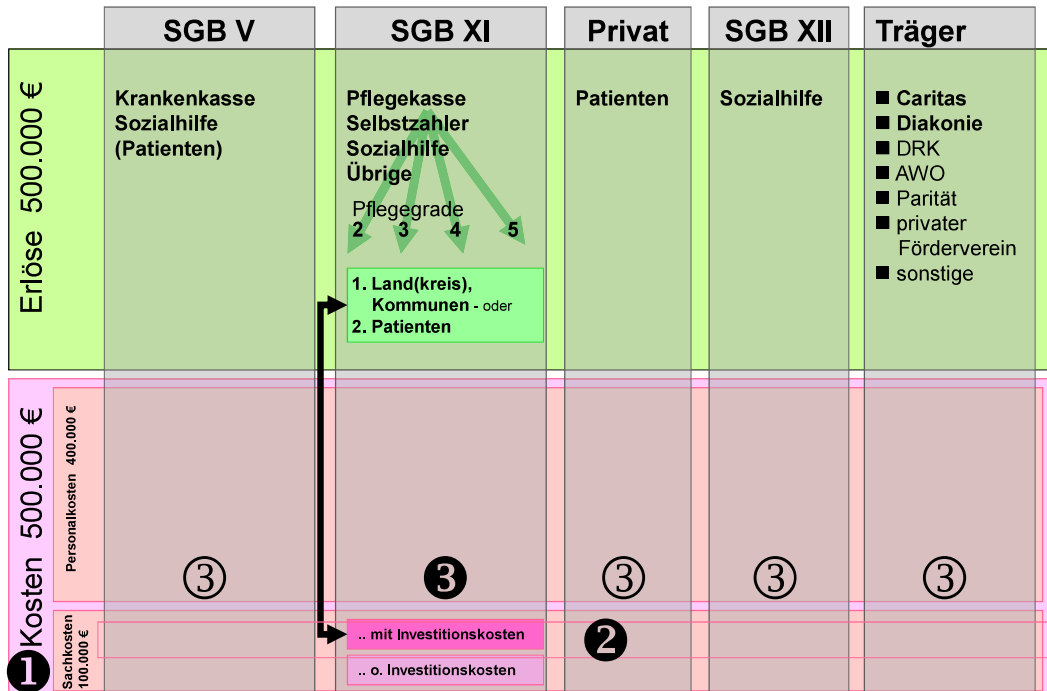 SGB V
SGB XI
Privat
SGB XII
Träger
Erlöse 500.000 €
Krankenkasse
Sozialhilfe
(Patienten)
Pflegekasse
Selbstzahler
Sozialhilfe
Übrige
Pflegegrade
2 3 4 5
1. Land(kreis),
Kommunen - oder
2. Patienten
Patienten
Sozialhilfe
■ Caritas
■ Diakonie
■ DRK
■ AWO
■ Parität
■ privater
Förderverein
■ sonstige
Kosten 500.000 €
Personalkosten 400.000 €
③ ❸ ③ ③ ③
❶
Sachkosten
100.000 €
.. mit Investitionskosten
❷
.. o. Investitionskosten